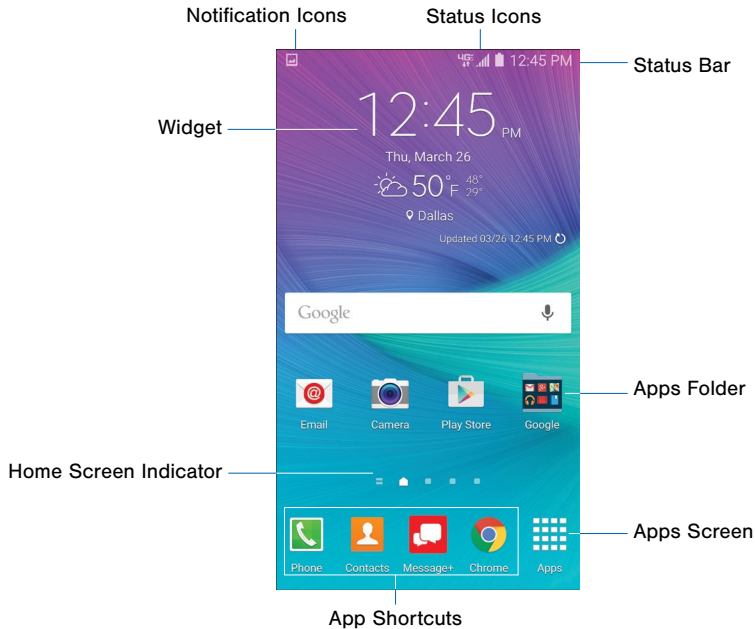 Notification Icons
Status Icons
4GE 12:45 PM
Status Bar
Widget
12:45 PM
Thu, March 26
50°F 48° 29°
Dallas
Updated 03/26 12:45 PM
Google
Email Camera Play Store Google
Apps Folder
Home Screen Indicator
Phone Contacts Message+ Chrome Apps
Apps Screen
App Shortcuts